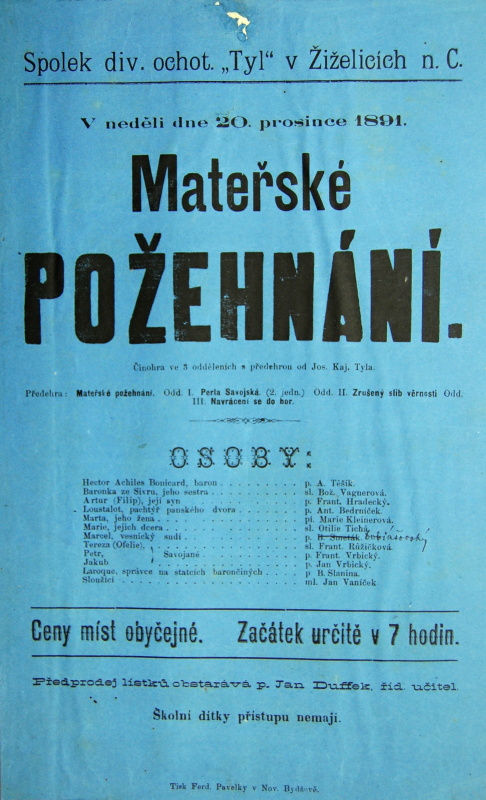 Spolek div. ochot. „Tyl“ v Žiželicích n. C.
V neděli dne 20. prosince 1891.
Mateřské
POŽEHNÁNÍ.
Činohra ve 3 odděleních s předehrou od Jos. Kaj. Tyla.
Předehra: Mateřské požehnání. Odd. I. Perla Savojská. (2. jedn.) Odd. II. Zrušený slib věrnosti Odd.
III. Navrácení se do hor.
OSOBY:
Hector Achiles Bonicard, baron . . . . . . . . p. A. Těšík.
Baronka ze Sivru, jeho sestra . . . . . . . . sl. Bož. Vagnerová.
Artur (Filip), její syn . . . . . . . . p. Frant. Hradecký.
Loustalot, pachtýř panského dvora . . . . . . p. Ant. Bedrníček.
Marta, jeho žena . . . . . . . . pí. Marie Kleinerová.
Marie, jejich dcera . . . . . . . . sl. Otilie Tichá.
Marcel, vesnický sudí . . . . . . . . p. B. Smeták.
Tereza (Ofelie), . . . . . . . . sl. Frant. Růžičková.
Petr, Savojané . . . . . . p. Frant. Vrbický.
Jakub . . . . . . . . p. Jan Vrbický.
Laroque, správce na statcích barončiných . . . . p B. Slanina.
Sloužící . . . . . . . . ml. Jan Vaníček.
Ceny míst obyčejné. Začátek určitě v 7 hodin.
Předprodej lístků obstarává p. Jan Duffek, říd. učitel.
Školní dítky přístupu nemají.
Tisk Ferd. Pavelky v Nov. Bydžově.